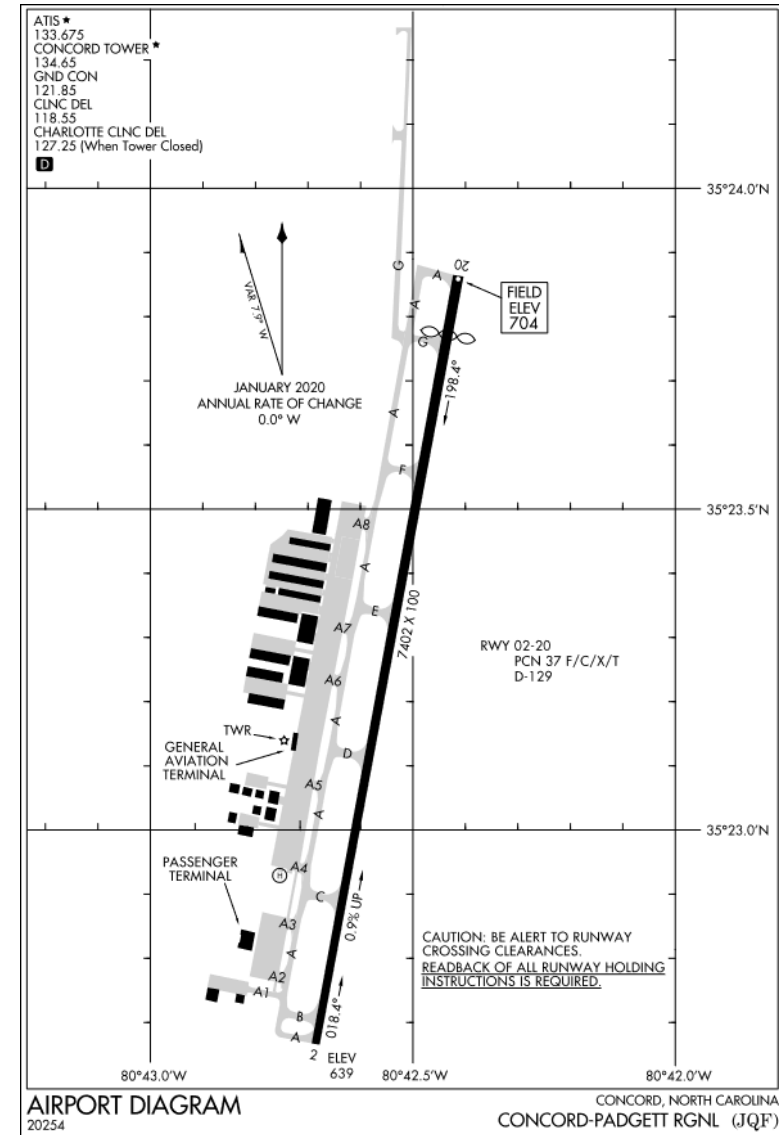 ATIS ★
133.675
CONCORD TOWER ★
134.65
GND CON
121.85
CLNC DEL
118.55
CHARLOTTE CLNC DEL
127.25 (When Tower Closed)
D
35°24.0'N
VAR 7.9° W
JANUARY 2020
ANNUAL RATE OF CHANGE
0.0° W
G
A
20
A
FIELD
ELEV
704
G
198.4°
A
F
35°23.5'N
A8
A
E
7402 X 100
A7
RWY 02-20
PCN 37 F/C/X/T
D-129
A6
A
TWR
GENERAL
AVIATION
TERMINAL
D
A5
A
35°23.0'N
PASSENGER
TERMINAL
A4
H
C
0.9% UP
A3
A
CAUTION: BE ALERT TO RUNWAY
CROSSING CLEARANCES.
READBACK OF ALL RUNWAY HOLDING
INSTRUCTIONS IS REQUIRED.
A2
A1
018.4°
B
A
2
ELEV
639
80°43.0'W
80°42.5'W
80°42.0'W
AIRPORT DIAGRAM
20254
CONCORD, NORTH CAROLINA
CONCORD-PADGETT RGNL (JQF)